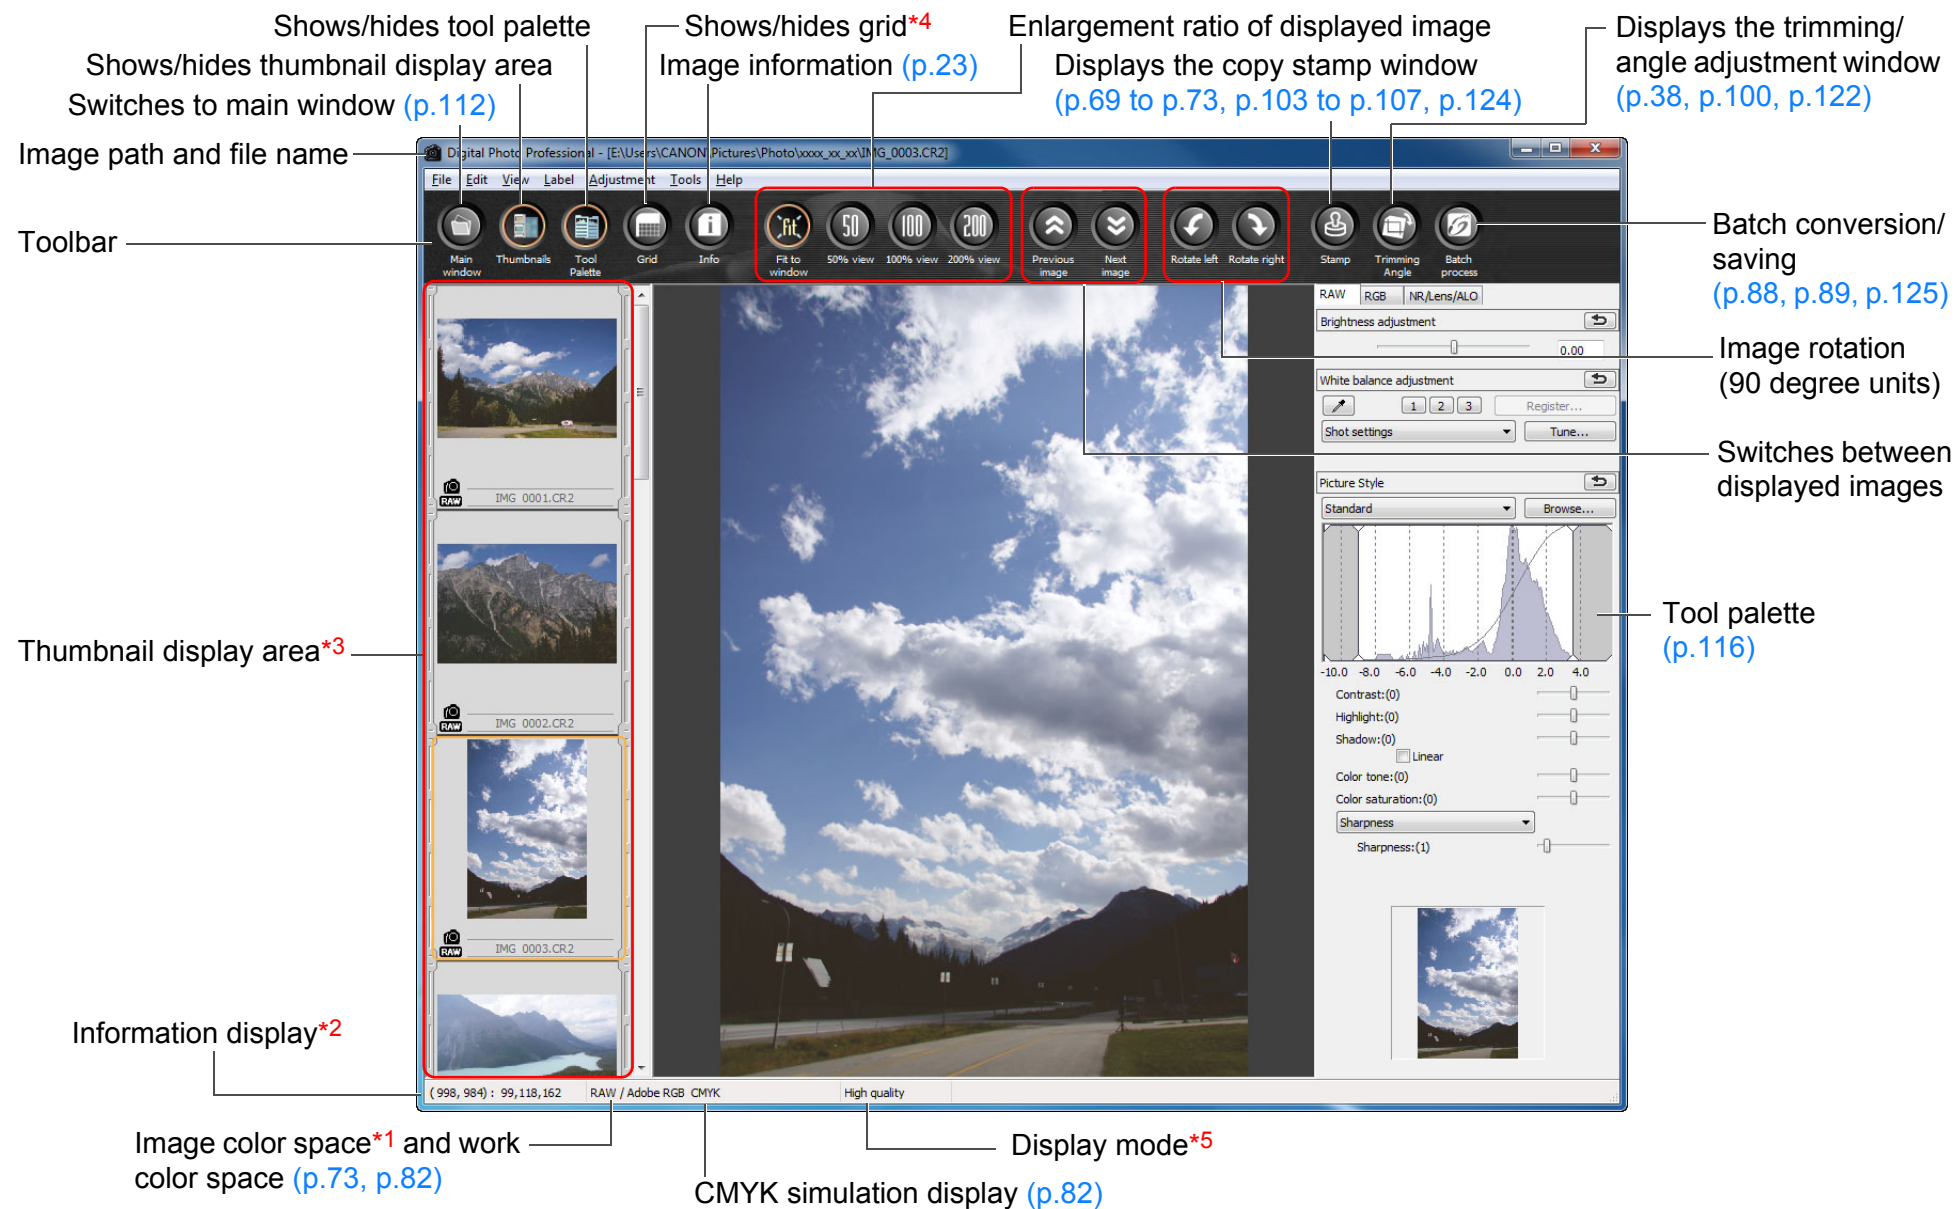 Shows/hides tool palette
Shows/hides grid*4
Enlargement ratio of displayed image
Displays the trimming/
angle adjustment window
(p.38, p.100, p.122)
Shows/hides thumbnail display area
Image information (p.23)
Displays the copy stamp window
(p.69 to p.73, p.103 to p.107, p.124)
Switches to main window (p.112)
Image path and file name
Digital Photo Professional - [E:\Users\CANON\Pictures\Photo\xxxx_xx_xx\IMG_0003.CR2]
File Edit View Label Adjustment Tools Help
Toolbar
Fit 50 100 200
Main window
Thumbnails
Tool Palette
Grid
Info
Fit to window
50% view
100% view
200% view
Previous image
Next image
Rotate left
Rotate right
Stamp
Trimming Angle
Batch process
Batch conversion/
saving
(p.88, p.89, p.125)
Image rotation
(90 degree units)
Switches between
displayed images
Tool palette
(p.116)
RAW RGB NR/Lens/ALO
Brightness adjustment
0.00
White balance adjustment
1 2 3 Register...
Shot settings Tune...
Picture Style
Standard Browse...
-10.0 -8.0 -6.0 -4.0 -2.0 0.0 2.0 4.0
Contrast:(0)
Highlight:(0)
Shadow:(0)
Linear
Color tone:(0)
Color saturation:(0)
Sharpness
Sharpness:(1)
RAW IMG_0001.CR2
RAW IMG_0002.CR2
RAW IMG_0003.CR2
Thumbnail display area*3
Information display*2
(998, 984) : 99,118,162 RAW / Adobe RGB CMYK High quality
Image color space*1 and work
color space (p.73, p.82)
Display mode*5
CMYK simulation display (p.82)